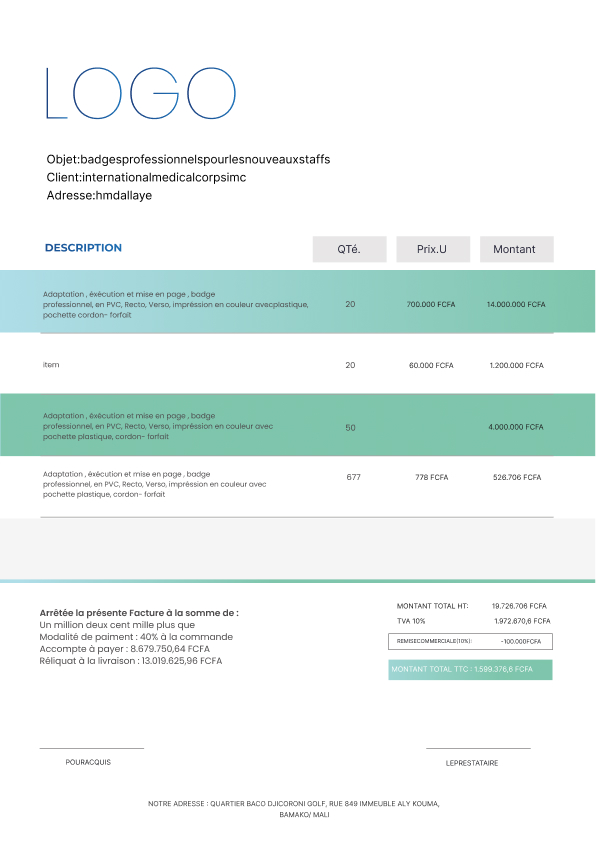 LOGO
Objet:badgesprofessionnelspourlesnouveauxstaffs
Client:internationalmedicalcorpsimc
Adresse:hmdallaye
DESCRIPTION QTé. Prix.U Montant
Adaptation , éxécution et mise en page , badge
professionnel, en PVC, Recto, Verso, impréssion en couleur avecplastique,
pochette cordon- forfait
20 700.000 FCFA 14.000.000 FCFA
item 20 60.000 FCFA 1.200.000 FCFA
Adaptation , éxécution et mise en page , badge
professionnel, en PVC, Recto, Verso, impréssion en couleur avec
pochette plastique, cordon- forfait
50 4.000.000 FCFA
Adaptation , éxécution et mise en page , badge
professionnel, en PVC, Recto, Verso, impréssion en couleur avec
pochette plastique, cordon- forfait
677 778 FCFA 526.706 FCFA
Arrêtée la présente Facture à la somme de :
Un million deux cent mille plus que
Modalité de paiment : 40% à la commande
Accompte à payer : 8.679.750,64 FCFA
Réliquat à la livraison : 13.019.625,96 FCFA
MONTANT TOTAL HT: 19.726.706 FCFA
TVA 10% 1.972.670,6 FCFA
REMISECOMMERCIALE(10%): -100.000FCFA
MONTANT TOTAL TTC : 1.599.376,6 FCFA
POURACQUIS
LEPRESTATAIRE
NOTRE ADRESSE : QUARTIER BACO DJICORONI GOLF, RUE 849 IMMEUBLE ALY KOUMA,
BAMAKO/ MALI